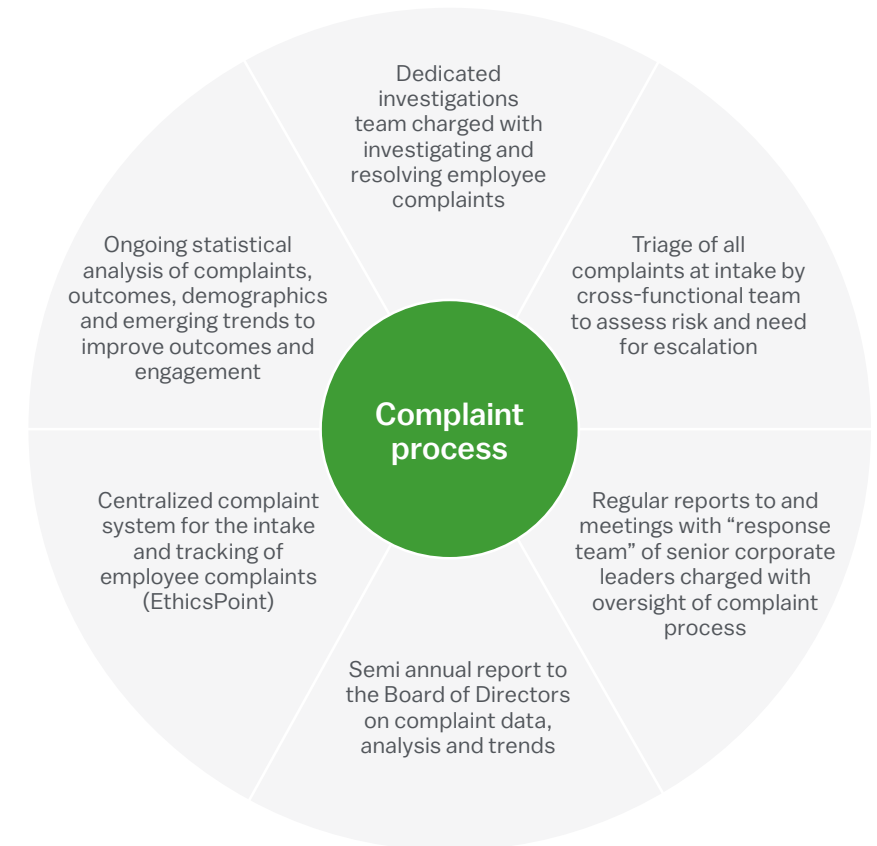 Dedicated
investigations
team charged with
investigating and
resolving employee
complaints
Triage of all
complaints at intake by
cross-functional team
to assess risk and need
for escalation
Regular reports to and
meetings with “response
team” of senior corporate
leaders charged with
oversight of complaint
process
Semi annual report to
the Board of Directors
on complaint data,
analysis and trends
Centralized complaint
system for the intake
and tracking of
employee complaints
(EthicsPoint)
Ongoing statistical
analysis of complaints,
outcomes, demographics
and emerging trends to
improve outcomes and
engagement
Complaint
process